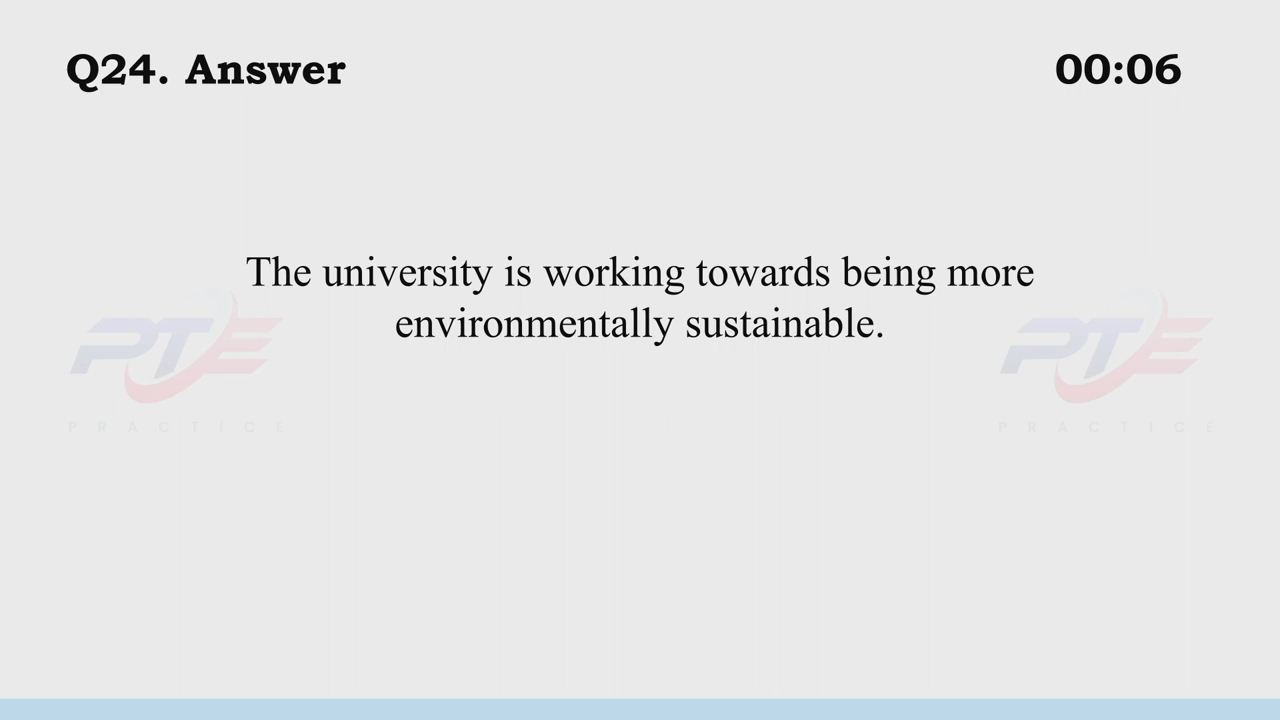 Q24. Answer
00:06
The university is working towards being more
environmentally sustainable.
PTE
PRACTICE
PTE
PRACTICE